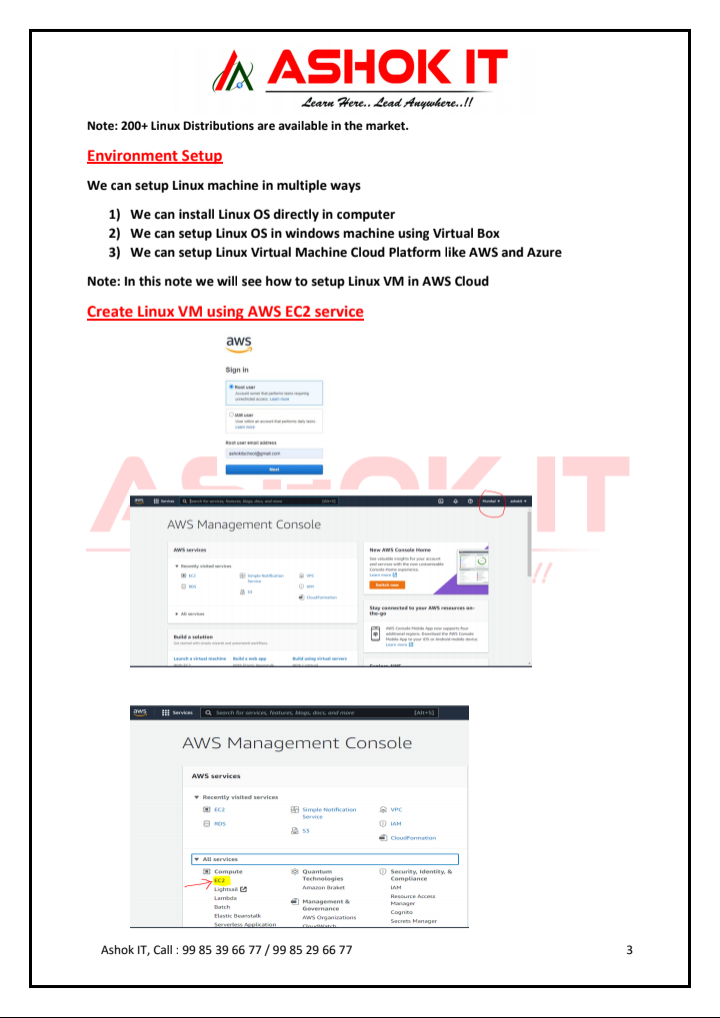 ASHOK IT
Learn Here.. Lead Anywhere..!!
Note: 200+ Linux Distributions are available in the market.
Environment Setup
We can setup Linux machine in multiple ways
1) We can install Linux OS directly in computer
2) We can setup Linux OS in windows machine using Virtual Box
3) We can setup Linux Virtual Machine Cloud Platform like AWS and Azure
Note: In this note we will see how to setup Linux VM in AWS Cloud
Create Linux VM using AWS EC2 service
aws
Sign in
Root user
Account owner that performs tasks requiring
unrestricted access. Learn more
IAM user
User within an account that performs daily tasks.
Learn more
Root user email address
Next
ASHOK IT
aws Services Search for services, features, blogs, docs, and more [Alt+S] Mumbai ashokit
AWS Management Console
AWS services
Recently visited services
EC2 Simple Notification Service VPC
RDS S3 IAM
CloudFormation
All services
Build a solution
Get started with simple wizards and automated workflows.
Launch a virtual machine Build a web app Build using virtual servers
New AWS Console Home
See valuable insights for your account
and services with the new customizable
Console Home experience.
Learn more
Switch now
Stay connected to your AWS resources on-
the-go
AWS Console Mobile App now supports four
additional regions. Download the AWS Console
Mobile App to your iOS or Android mobile device.
Learn more
Explore AWS
!!
aws Services Search for services, features, blogs, docs, and more [Alt+S]
AWS Management Console
AWS services
Recently visited services
EC2 Simple Notification VPC
Service
RDS IAM
S3
CloudFormation
All services
Compute Quantum Security, Identity, &
EC2 Technologies Compliance
Lightsail Amazon Braket IAM
Lambda Management & Resource Access
Batch Governance Manager
Elastic Beanstalk AWS Organizations Cognito
Serverless Application CloudWatch Secrets Manager
Ashok IT, Call : 99 85 39 66 77 / 99 85 29 66 77 3